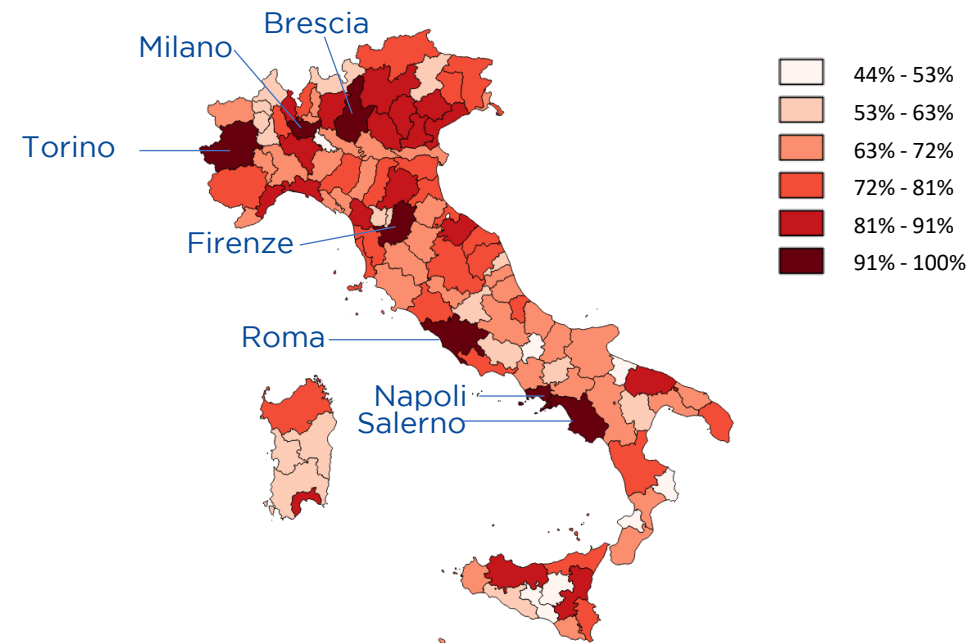 Brescia
Milano
Torino
Firenze
Roma
Napoli
Salerno
44% - 53%
53% - 63%
63% - 72%
72% - 81%
81% - 91%
91% - 100%